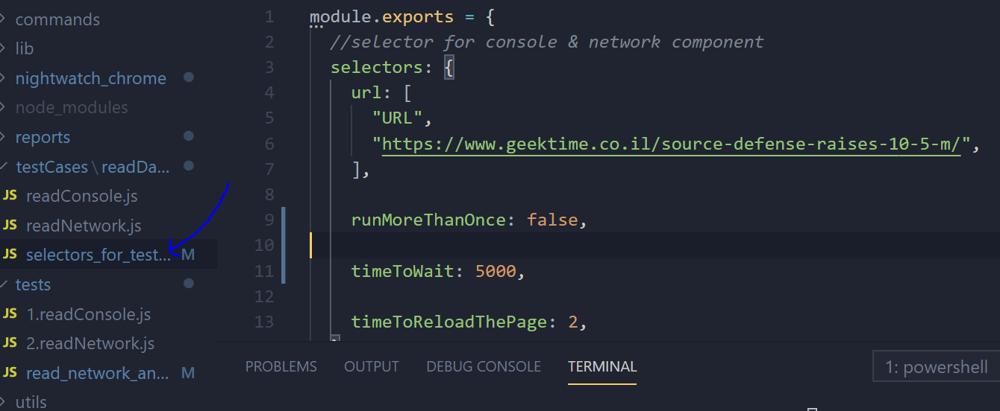 commands
lib
nightwatch_chrome
node_modules
reports
testCases\readDa...
JS readConsole.js
JS readNetwork.js
JS selectors_for_test... M
tests
JS 1.readConsole.js
JS 2.readNetwork.js
JS read_network_an... M
utils
1 module.exports = {
2 //selector for console & network component
3 selectors: {
4 url: [
5 "URL",
6 "https://www.geektime.co.il/source-defense-raises-10-5-m/",
7 ],
8
9 runMoreThanOnce: false,
10
11 timeToWait: 5000,
12
13 timeToReloadThePage: 2,
PROBLEMS OUTPUT DEBUG CONSOLE TERMINAL 1: powershell